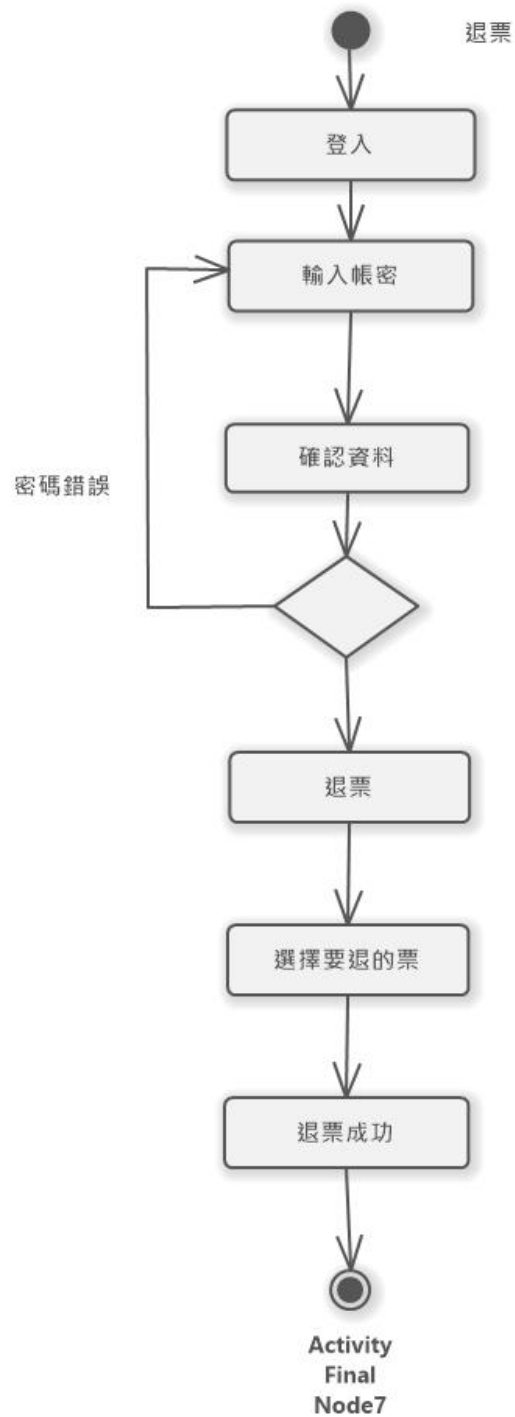 退票
登入
輸入帳密
確認資料
密碼錯誤
退票
選擇要退的票
退票成功
Activity
Final
Node7